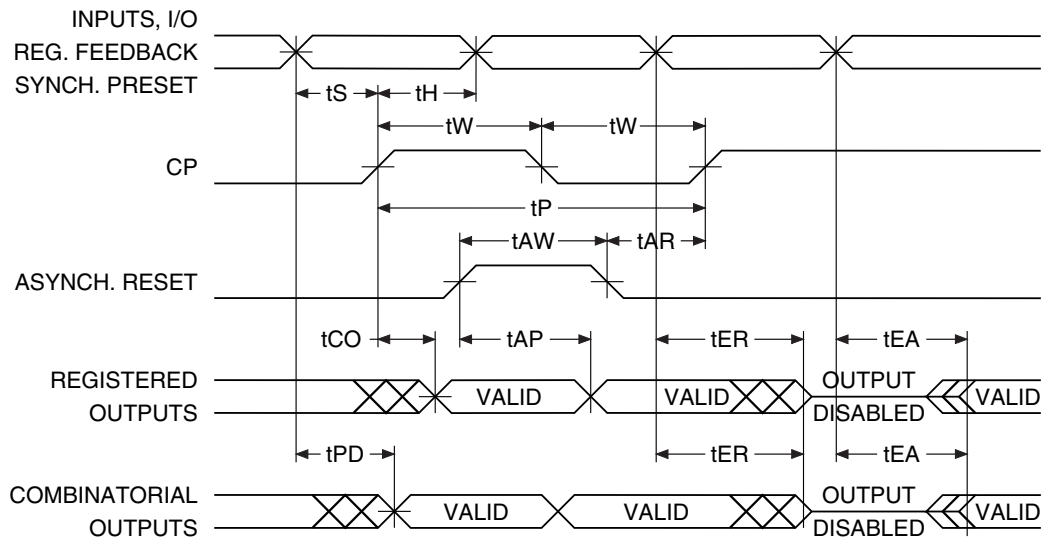 INPUTS, I/O
REG. FEEDBACK
SYNCH. PRESET
tS tH
tW tW
CP
tP
tAW tAR
ASYNCH. RESET
tCO tAP tER tEA
REGISTERED
OUTPUTS
VALID VALID OUTPUT
DISABLED VALID
tPD tER tEA
COMBINATORIAL
OUTPUTS
VALID VALID OUTPUT
DISABLED VALID